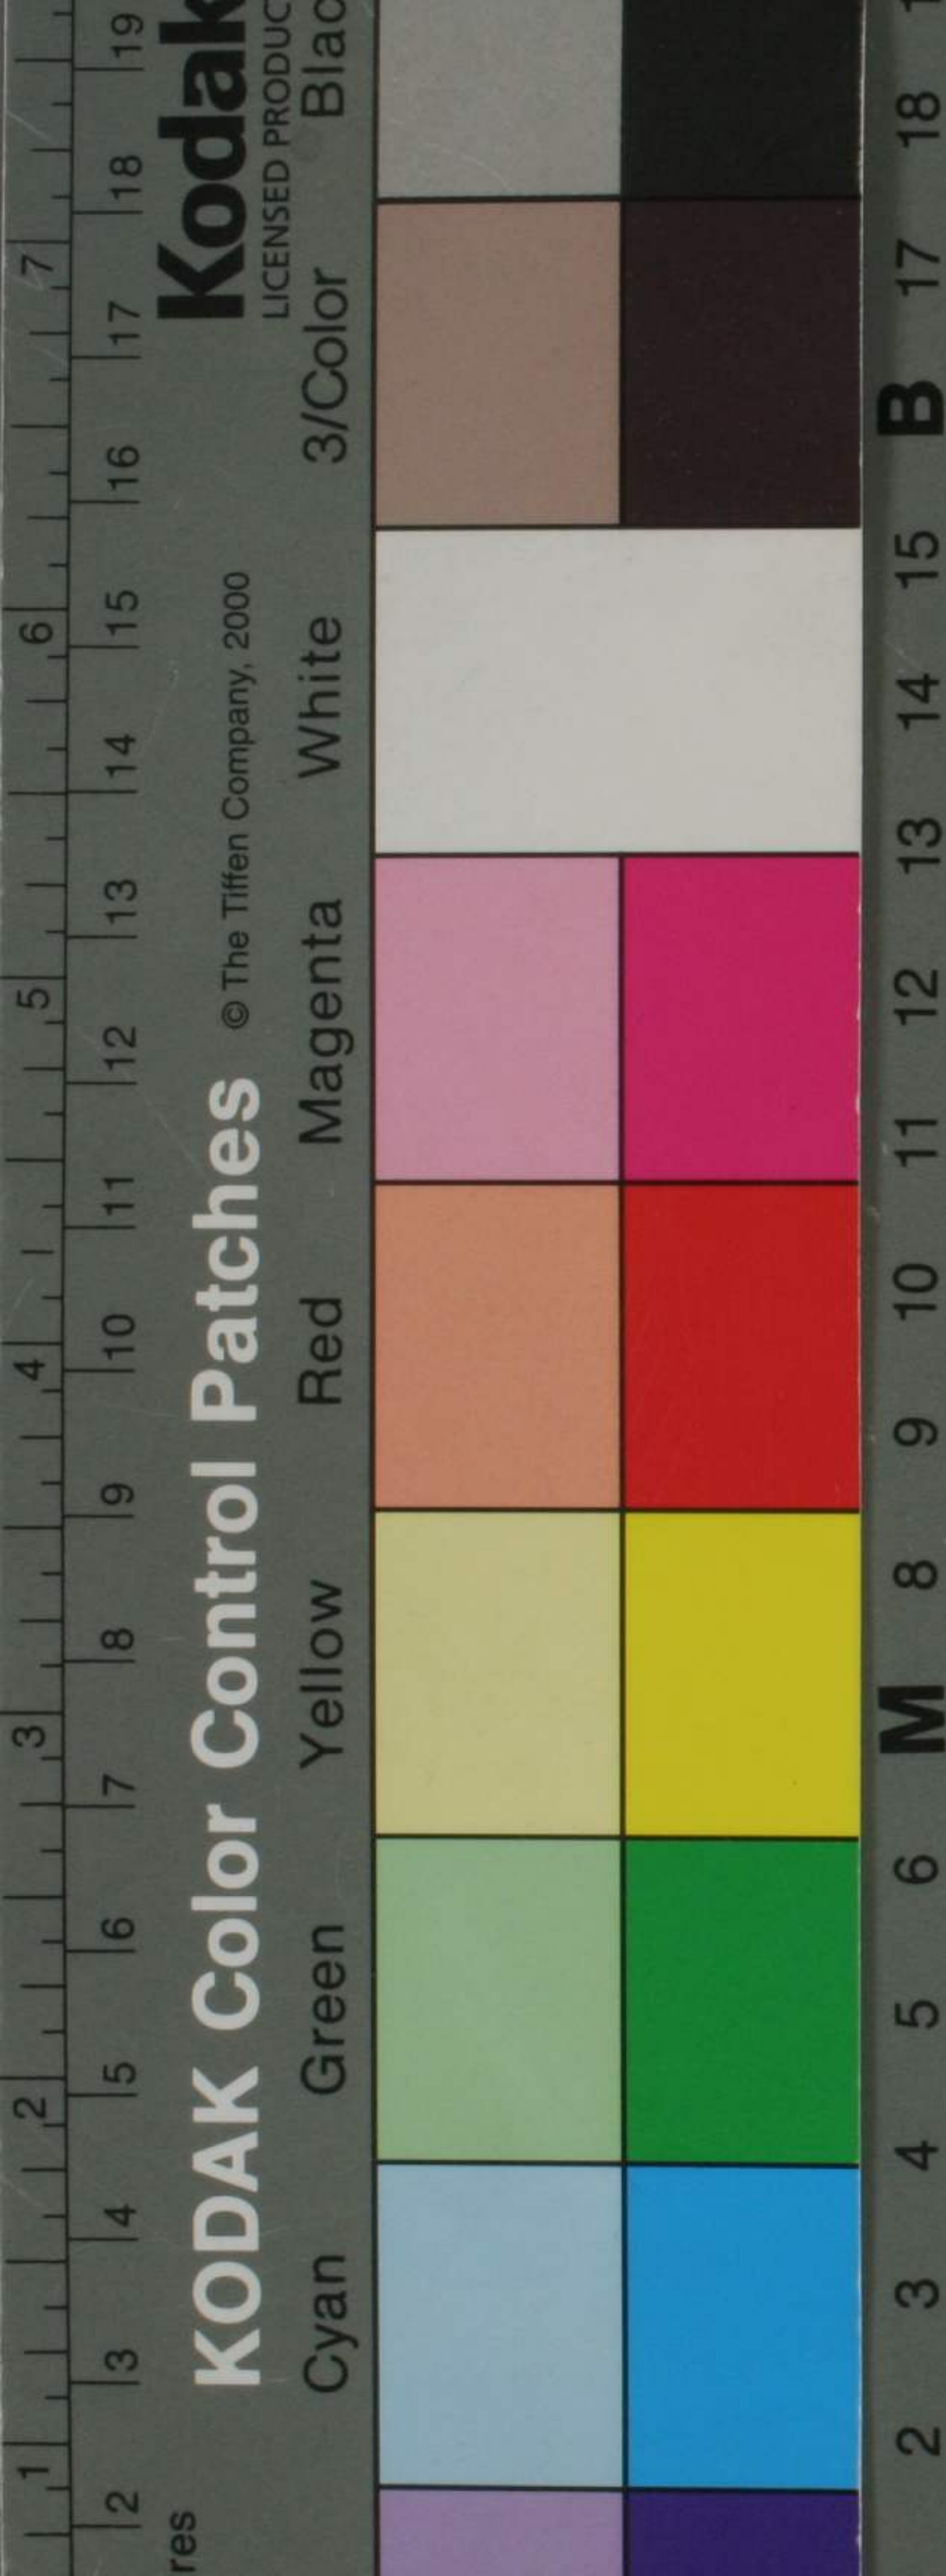 1 2 3 4 5 6 7
2 3 4 5 6 7 8 9 10 11 12 13 14 15 16 17 18 19
res
KODAK Color Control Patches © The Tiffen Company, 2000 Kodak
LICENSED PRODUC
Cyan Green Yellow Red Magenta White 3/Color Blac
2 3 4 5 6 M 8 9 10 11 12 13 14 15 B 17 18